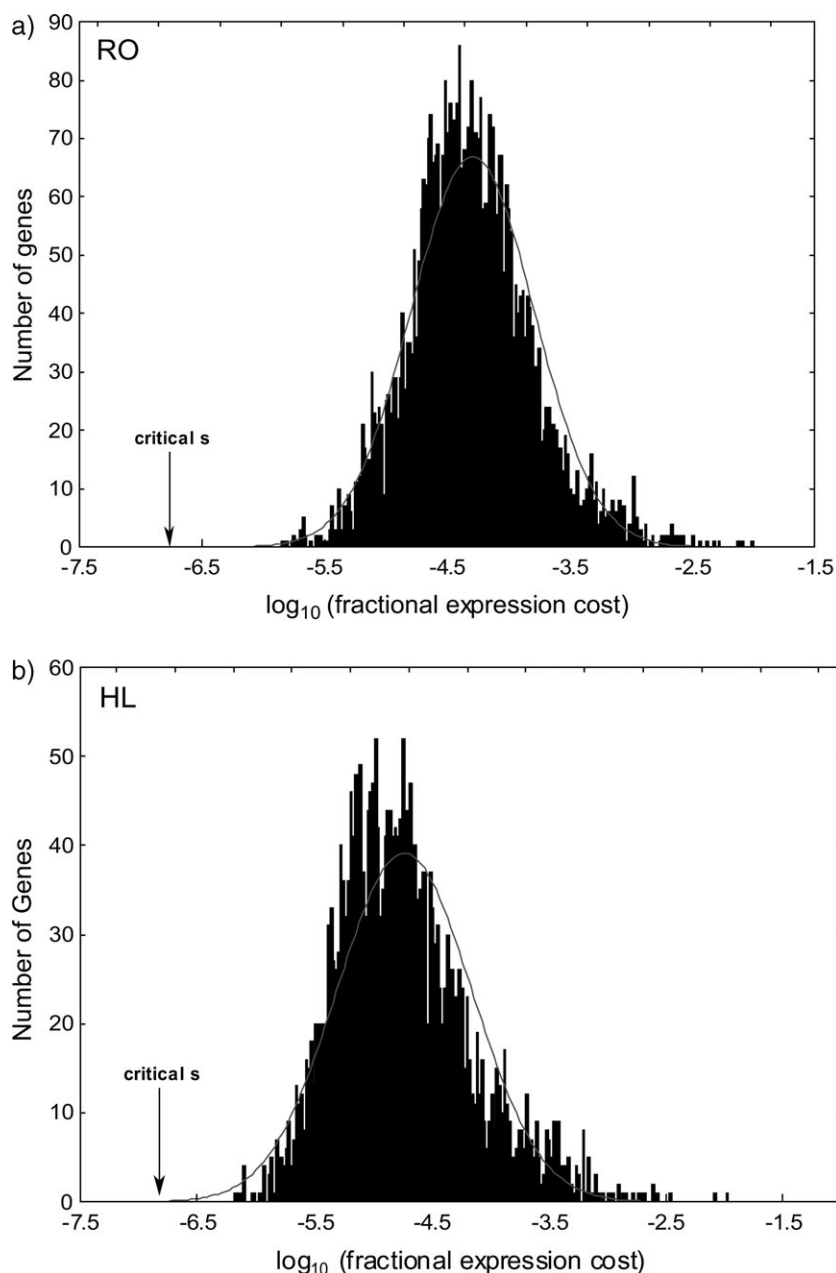 a)
RO
90
80
70
60
50
40
30
20
10
0
Number of genes
critical s
-7.5 -6.5 -5.5 -4.5 -3.5 -2.5 -1.5
log₁₀ (fractional expression cost)
b)
HL
60
50
40
30
20
10
0
Number of Genes
critical s
-7.5 -6.5 -5.5 -4.5 -3.5 -2.5 -1.5
log₁₀ (fractional expression cost)